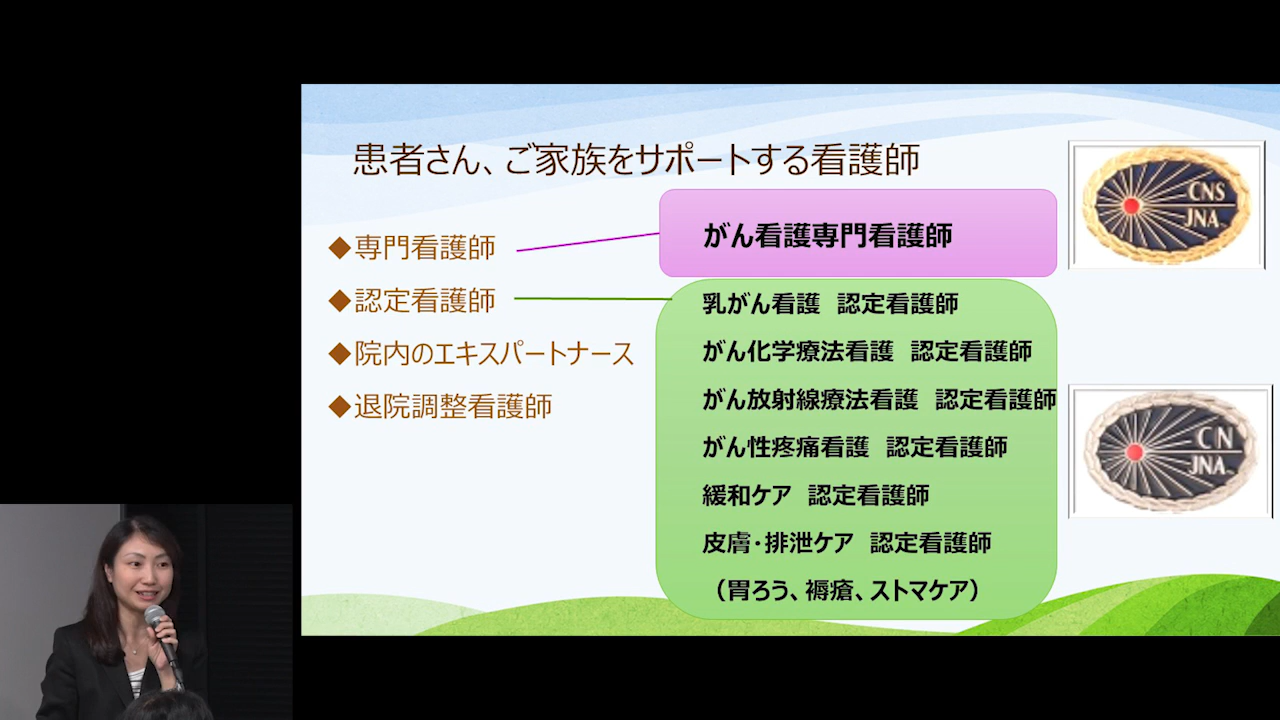 患者さん、ご家族をサポートする看護師
◆専門看護師
◆認定看護師
◆院内のエキスパートナース
◆退院調整看護師
がん看護専門看護師
乳がん看護 認定看護師
がん化学療法看護 認定看護師
がん放射線療法看護 認定看護師
がん性疼痛看護 認定看護師
緩和ケア 認定看護師
皮膚・排泄ケア 認定看護師
（胃ろう、褥瘡、ストマケア）
CNS
JNA
CN
JNA